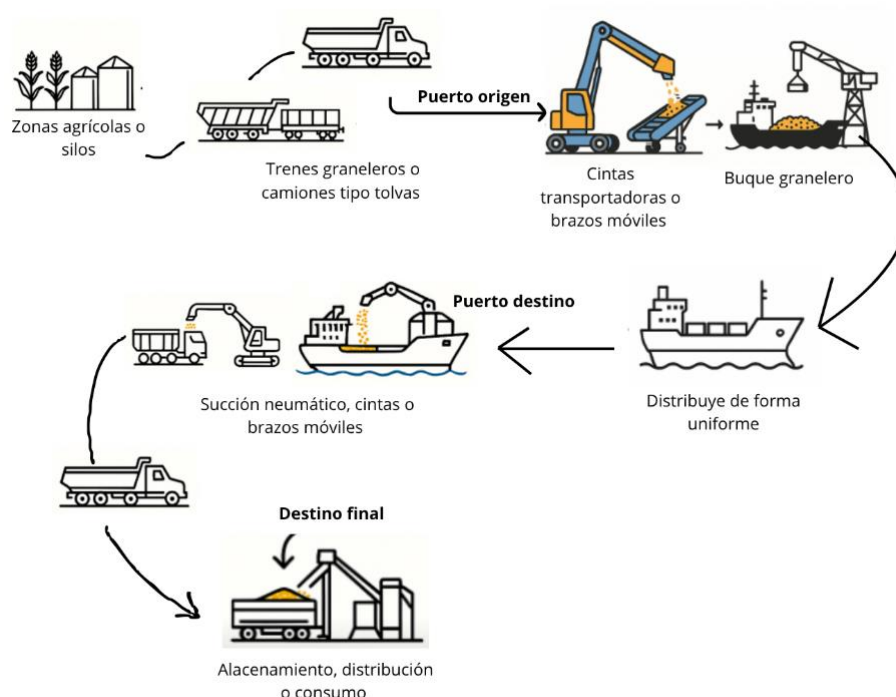 Zonas agrícolas o
silos
Trenes graneleros o
camiones tipo tolvas
Puerto origen
Cintas
transportadoras o
brazos móviles
Buque granelero
Distribuye de forma
uniforme
Puerto destino
Succión neumático, cintas o
brazos móviles
Destino final
Alacenamiento, distribución
o consumo